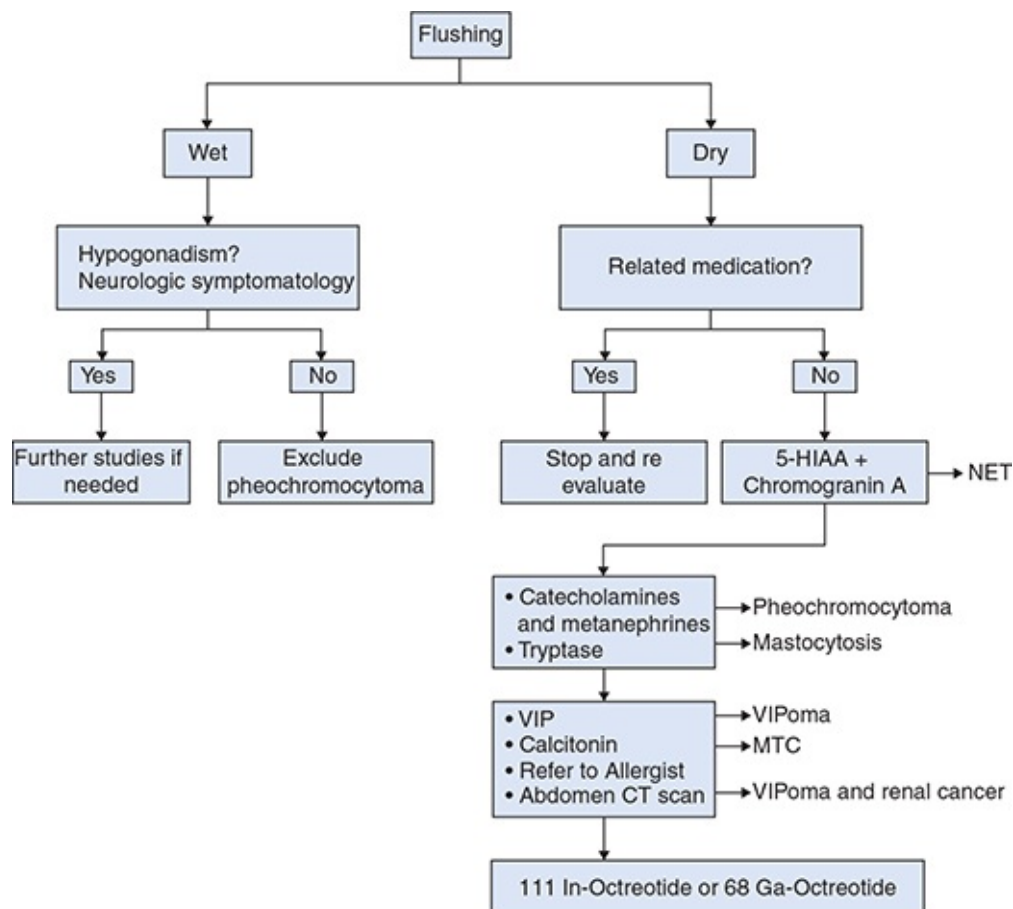 Flushing
Wet
Dry
Hypogonadism?
Neurologic symptomatology
Related medication?
Yes
No
Yes
No
Further studies if
needed
Exclude
pheochromocytoma
Stop and re
evaluate
5-HIAA +
Chromogranin A
NET
• Catecholamines
and metanephrines
• Tryptase
Pheochromocytoma
Mastocytosis
• VIP
• Calcitonin
• Refer to Allergist
• Abdomen CT scan
VIPoma
MTC
VIPoma and renal cancer
111 In-Octreotide or 68 Ga-Octreotide